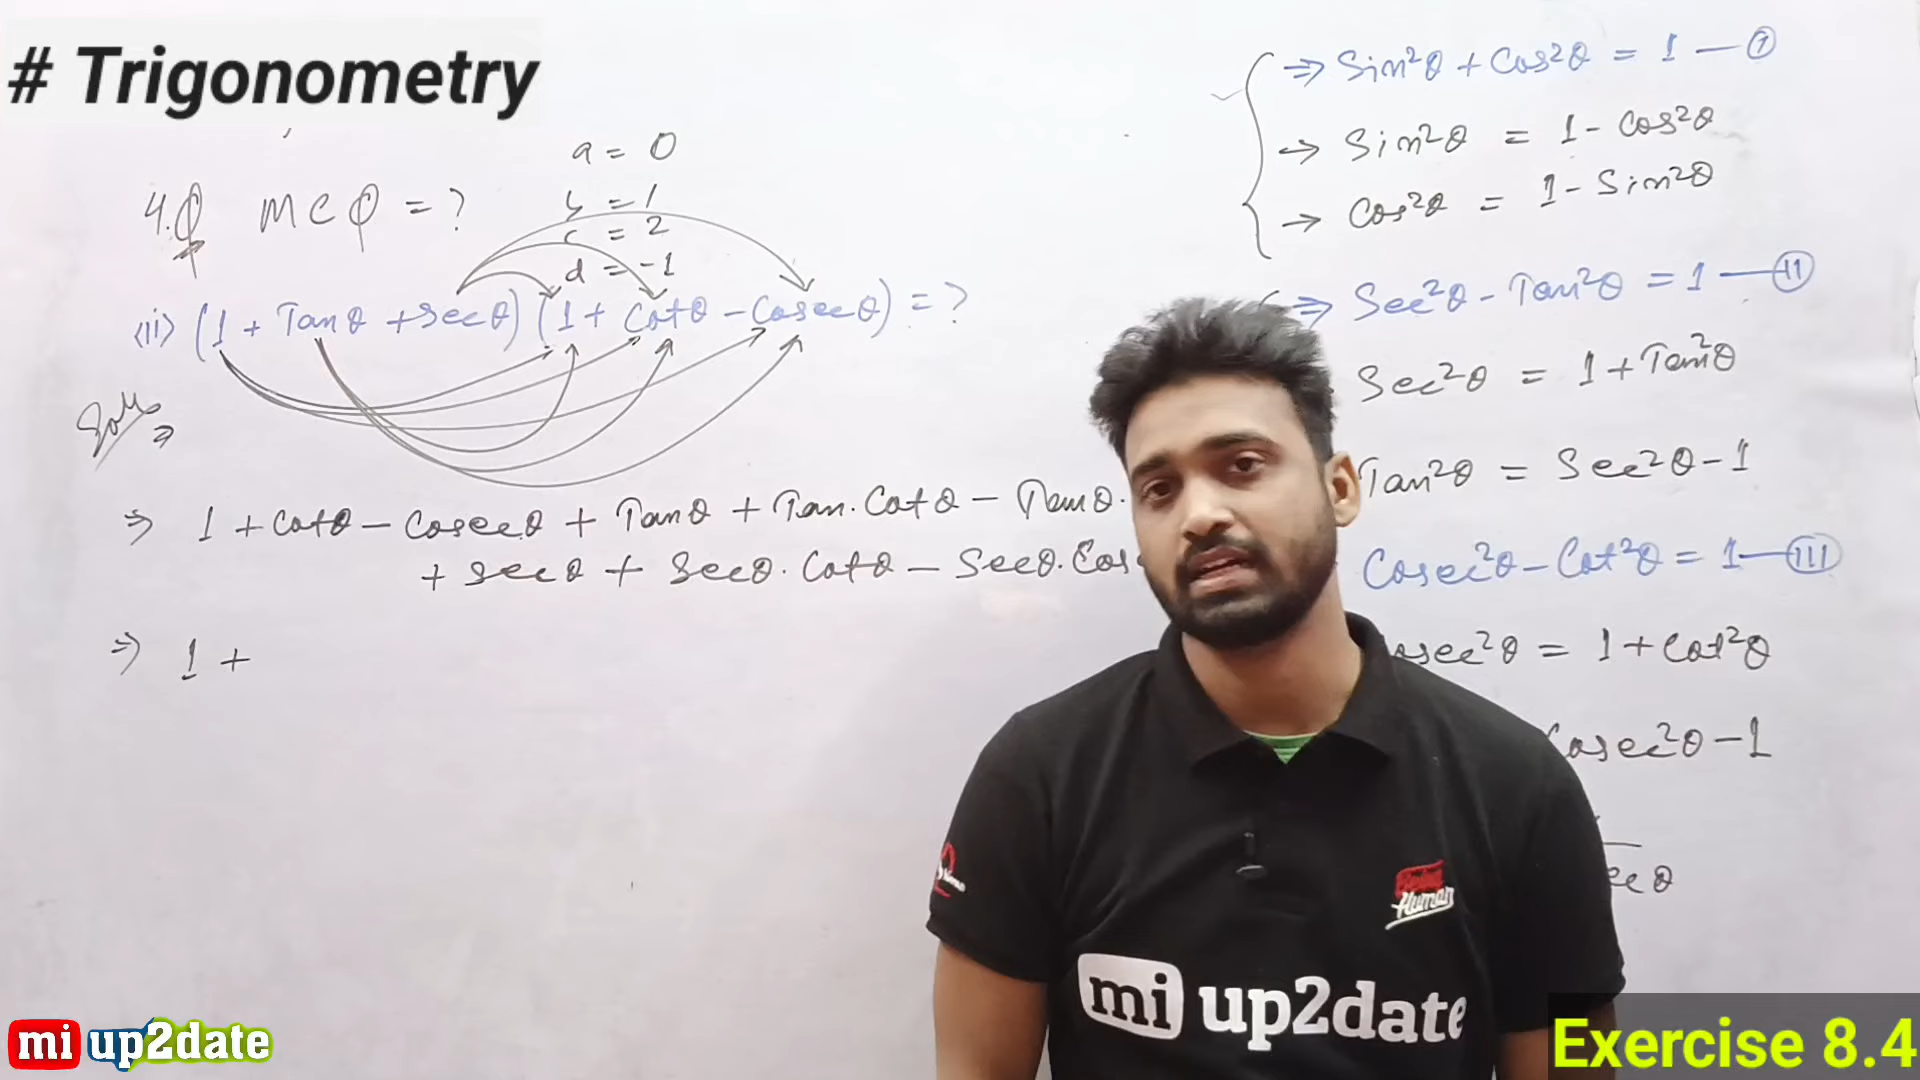 # Trigonometry
4.Q MCQ = ?
a = 0
b = 1
c = 2
d = -1
(ii) (1 + Tanθ + secθ) (1 + Cotθ - Cosecθ) = ?
Soln
⇒ 1 + Cotθ - Cosecθ + Tanθ + Tan.Cotθ - Tanθ.
+ secθ + Secθ.Cotθ - Secθ.Cos
⇒ 1 +
⇒ Sin²θ + Cos²θ = 1 — I
→ Sin²θ = 1 - Cos²θ
→ Cos²θ = 1 - Sin²θ
⇒ Sec²θ - Tan²θ = 1 — II
Sec²θ = 1 + Tan²θ
Tan²θ = Sec²θ - 1
Cosec²θ - Cot²θ = 1 — III
osec²θ = 1 + Cot²θ
Cosec²θ - 1
ecθ
Human
mi up2date
mi up2date
Exercise 8.4